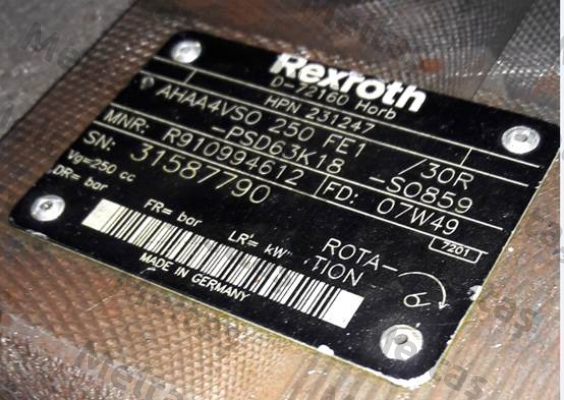 Rexroth
D-72160 Horb
HPN 231247
AHAA4VSO 250 FE1 /30R
-PSD63K18 -SO859
MNR: R910994612 FD: 07W49
SN: 31587790 7201
Vg=250 cc
DR= bar
FR= bar
LR= kW
ROTA-
TION
MADE IN GERMANY